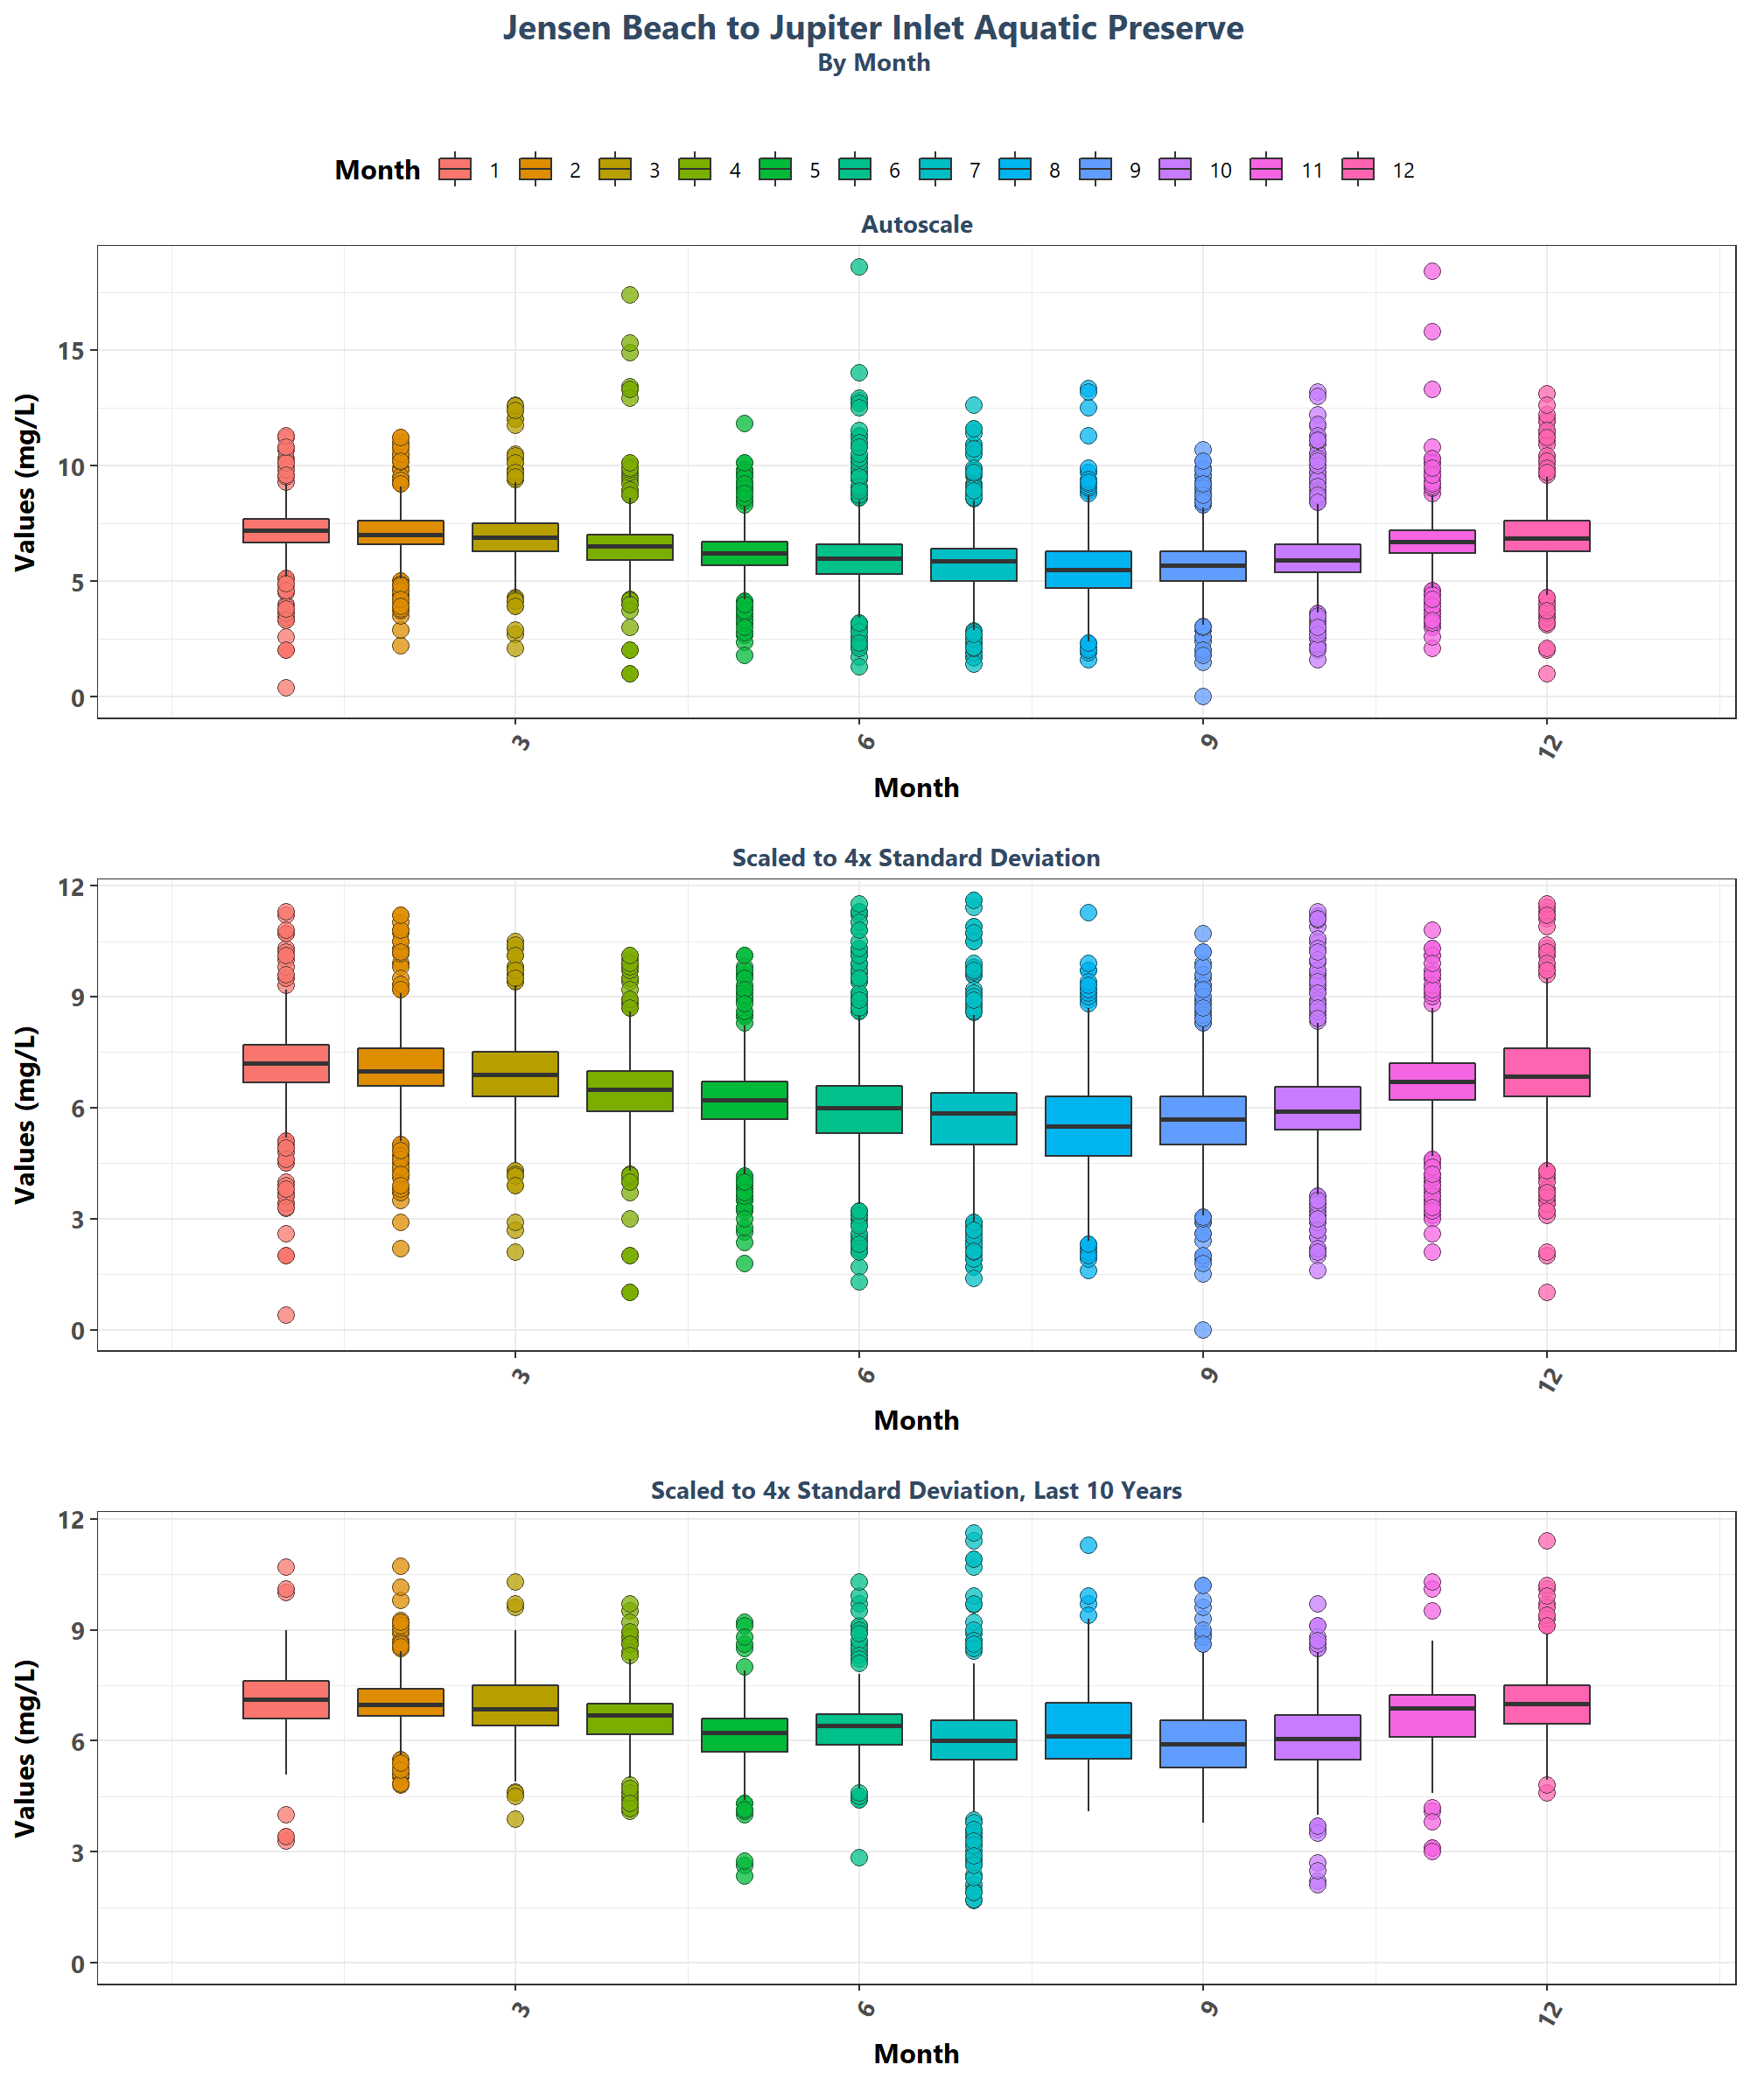 Jensen Beach to Jupiter Inlet Aquatic Preserve
By Month
Month 1 2 3 4 5 6 7 8 9 10 11 12
Autoscale
Values (mg/L)
15
10
5
0
3 6 9 12
Month
Scaled to 4x Standard Deviation
Values (mg/L)
12
9
6
3
0
3 6 9 12
Month
Scaled to 4x Standard Deviation, Last 10 Years
Values (mg/L)
12
9
6
3
0
3 6 9 12
Month